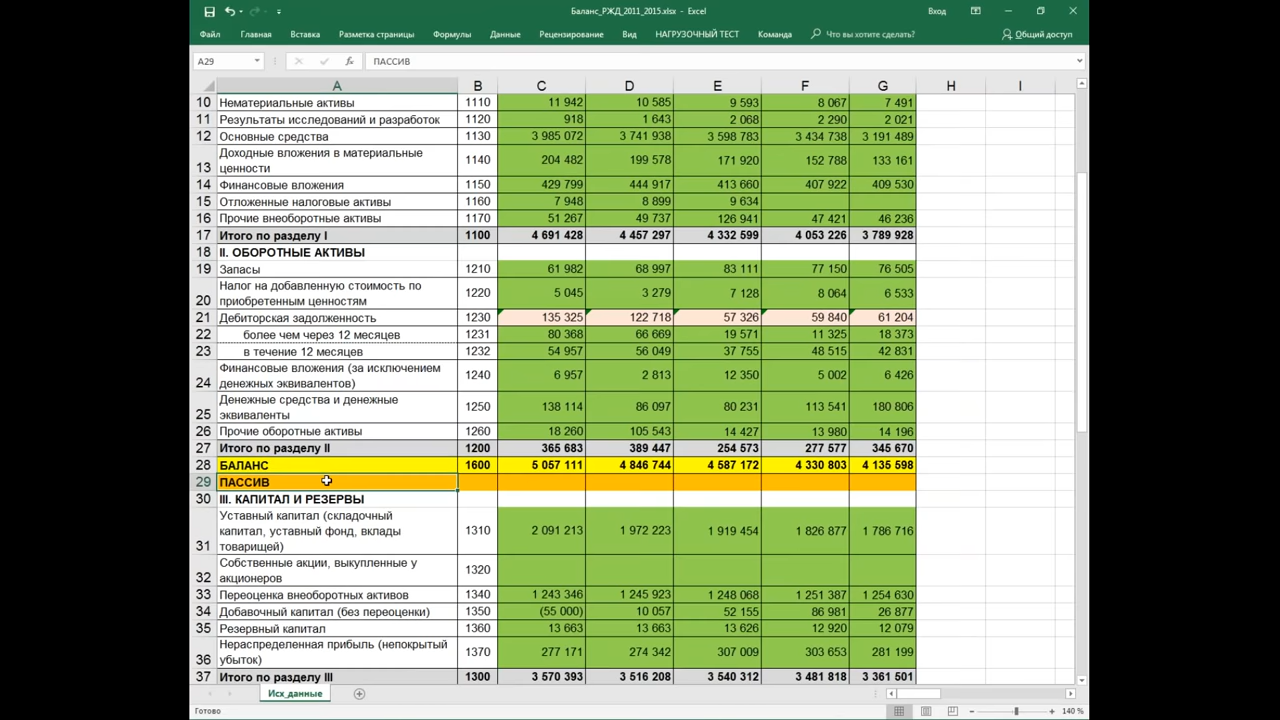 Баланс_РЖД_2011_2015.xlsx - Excel
Вход
Файл Главная Вставка Разметка страницы Формулы Данные Рецензирование Вид НАГРУЗОЧНЫЙ ТЕСТ Команда Что вы хотите сделать? Общий доступ
A29 fx ПАССИВ
A B C D E F G H I
10 Нематериальные активы 1110 11 942 10 585 9 593 8 067 7 491
11 Результаты исследований и разработок 1120 918 1 643 2 068 2 290 2 021
12 Основные средства 1130 3 985 072 3 741 938 3 598 783 3 434 738 3 191 489
Доходные вложения в материальные
13 ценности 1140 204 482 199 578 171 920 152 788 133 161
14 Финансовые вложения 1150 429 799 444 917 413 660 407 922 409 530
15 Отложенные налоговые активы 1160 7 948 8 899 9 634
16 Прочие внеоборотные активы 1170 51 267 49 737 126 941 47 421 46 236
17 Итого по разделу I 1100 4 691 428 4 457 297 4 332 599 4 053 226 3 789 928
18 II. ОБОРОТНЫЕ АКТИВЫ
19 Запасы 1210 61 982 68 997 83 111 77 150 76 505
Налог на добавленную стоимость по
20 приобретенным ценностям 1220 5 045 3 279 7 128 8 064 6 533
21 Дебиторская задолженность 1230 135 325 122 718 57 326 59 840 61 204
22 более чем через 12 месяцев 1231 80 368 66 669 19 571 11 325 18 373
23 в течение 12 месяцев 1232 54 957 56 049 37 755 48 515 42 831
Финансовые вложения (за исключением
24 денежных эквивалентов) 1240 6 957 2 813 12 350 5 002 6 426
Денежные средства и денежные
25 эквиваленты 1250 138 114 86 097 80 231 113 541 180 806
26 Прочие оборотные активы 1260 18 260 105 543 14 427 13 980 14 196
27 Итого по разделу II 1200 365 683 389 447 254 573 277 577 345 670
28 БАЛАНС 1600 5 057 111 4 846 744 4 587 172 4 330 803 4 135 598
29 ПАССИВ
30 III. КАПИТАЛ И РЕЗЕРВЫ
Уставный капитал (складочный
капитал, уставный фонд, вклады
31 товарищей) 1310 2 091 213 1 972 223 1 919 454 1 826 877 1 786 716
Собственные акции, выкупленные у
32 акционеров 1320
33 Переоценка внеоборотных активов 1340 1 243 346 1 245 923 1 248 068 1 251 387 1 254 630
34 Добавочный капитал (без переоценки) 1350 (55 000) 10 057 52 155 86 981 26 877
35 Резервный капитал 1360 13 663 13 663 13 626 12 920 12 079
Нераспределенная прибыль (непокрытый
36 убыток) 1370 277 171 274 342 307 009 303 653 281 199
37 Итого по разделу III 1300 3 570 393 3 516 208 3 540 312 3 481 818 3 361 501
Исх_данные
Готово
140 %